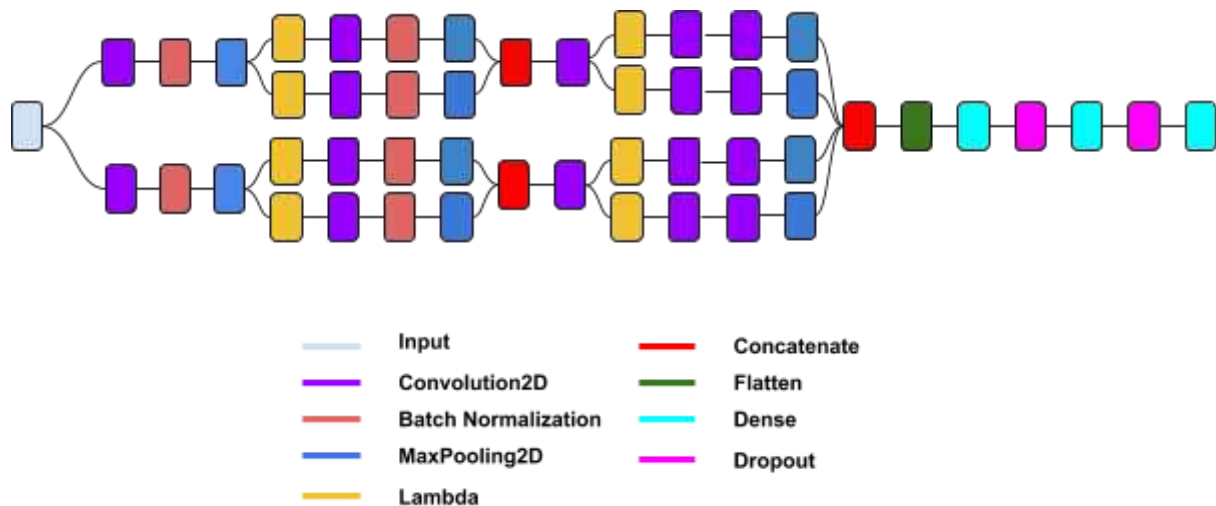 Input
Convolution2D
Batch Normalization
MaxPooling2D
Lambda
Concatenate
Flatten
Dense
Dropout